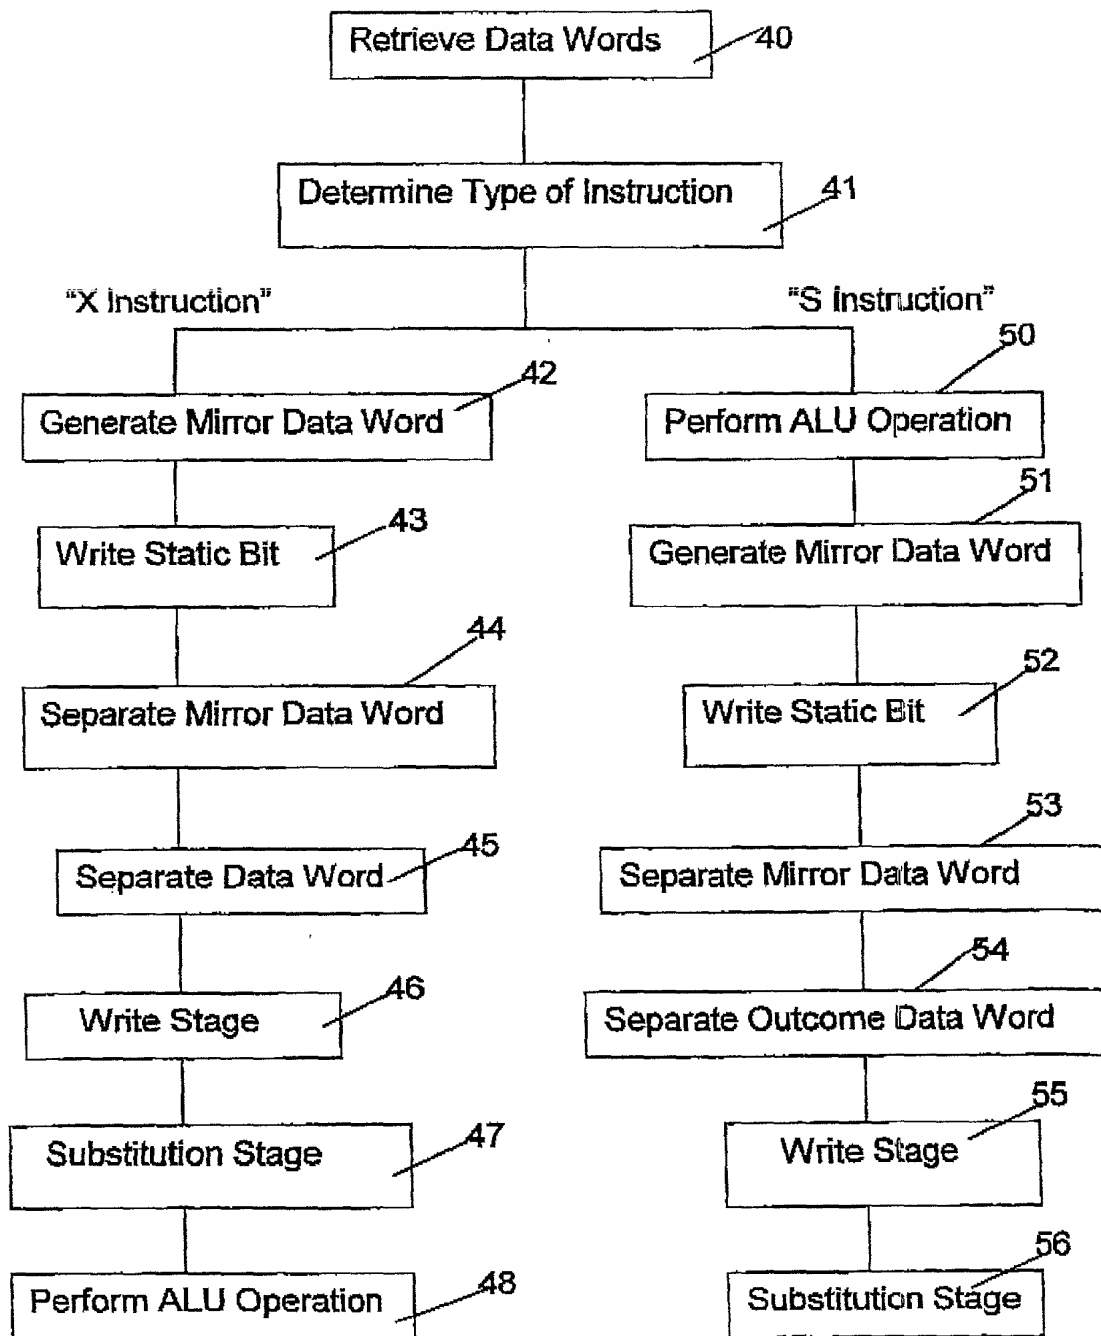 Retrieve Data Words
40
Determine Type of Instruction
41
"X Instruction"
"S Instruction"
42
Generate Mirror Data Word
50
Perform ALU Operation
43
Write Static Bit
51
Generate Mirror Data Word
44
Separate Mirror Data Word
52
Write Static Bit
45
Separate Data Word
53
Separate Mirror Data Word
46
Write Stage
54
Separate Outcome Data Word
47
Substitution Stage
55
Write Stage
48
Perform ALU Operation
56
Substitution Stage